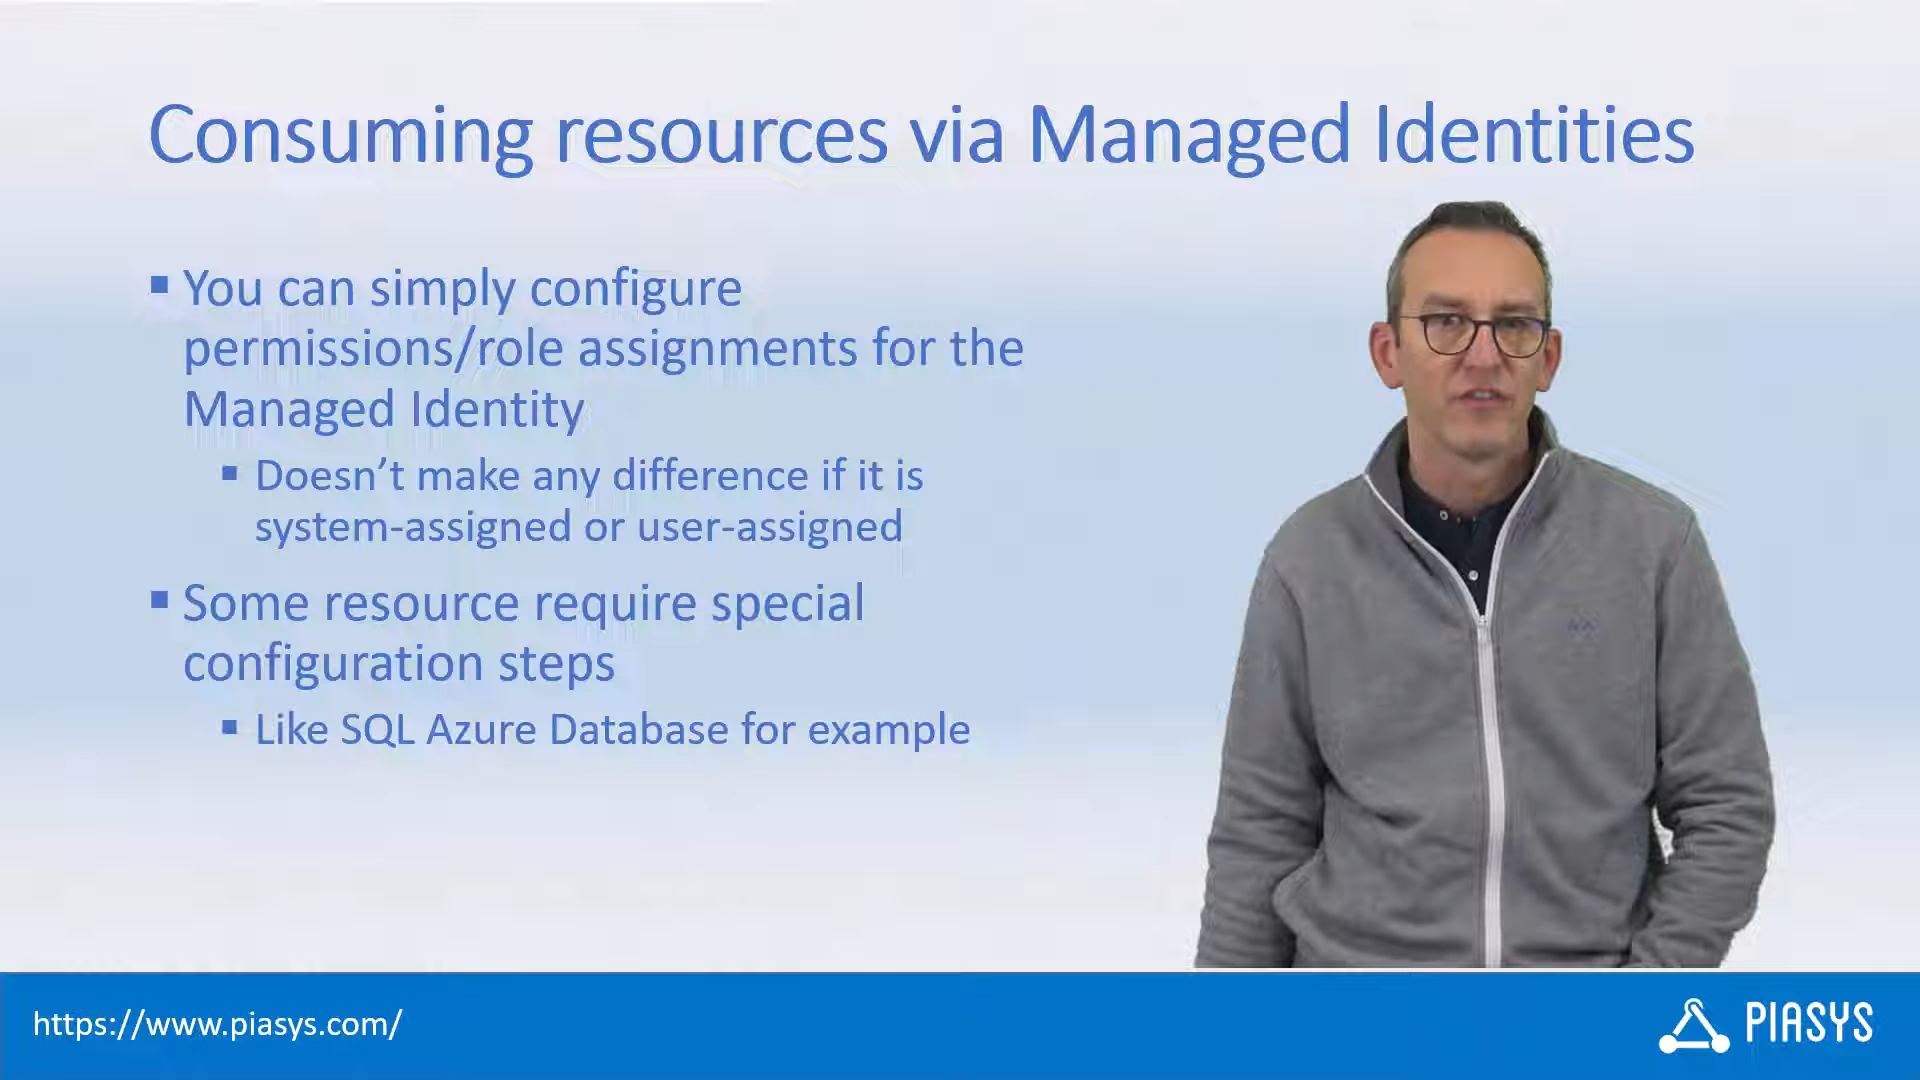 Consuming resources via Managed Identities
▪ You can simply configure
permissions/role assignments for the
Managed Identity
▪ Doesn’t make any difference if it is
system-assigned or user-assigned
▪ Some resource require special
configuration steps
▪ Like SQL Azure Database for example
https://www.piasys.com/
PIASYS